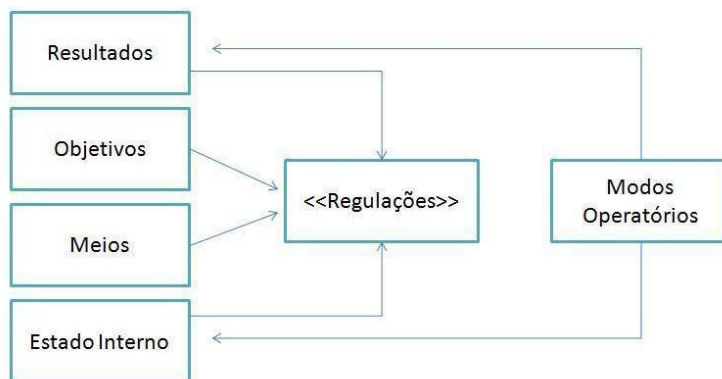 Resultados
Objetivos
Meios
Estado Interno
<<Regulações>>
Modos
Operatórios